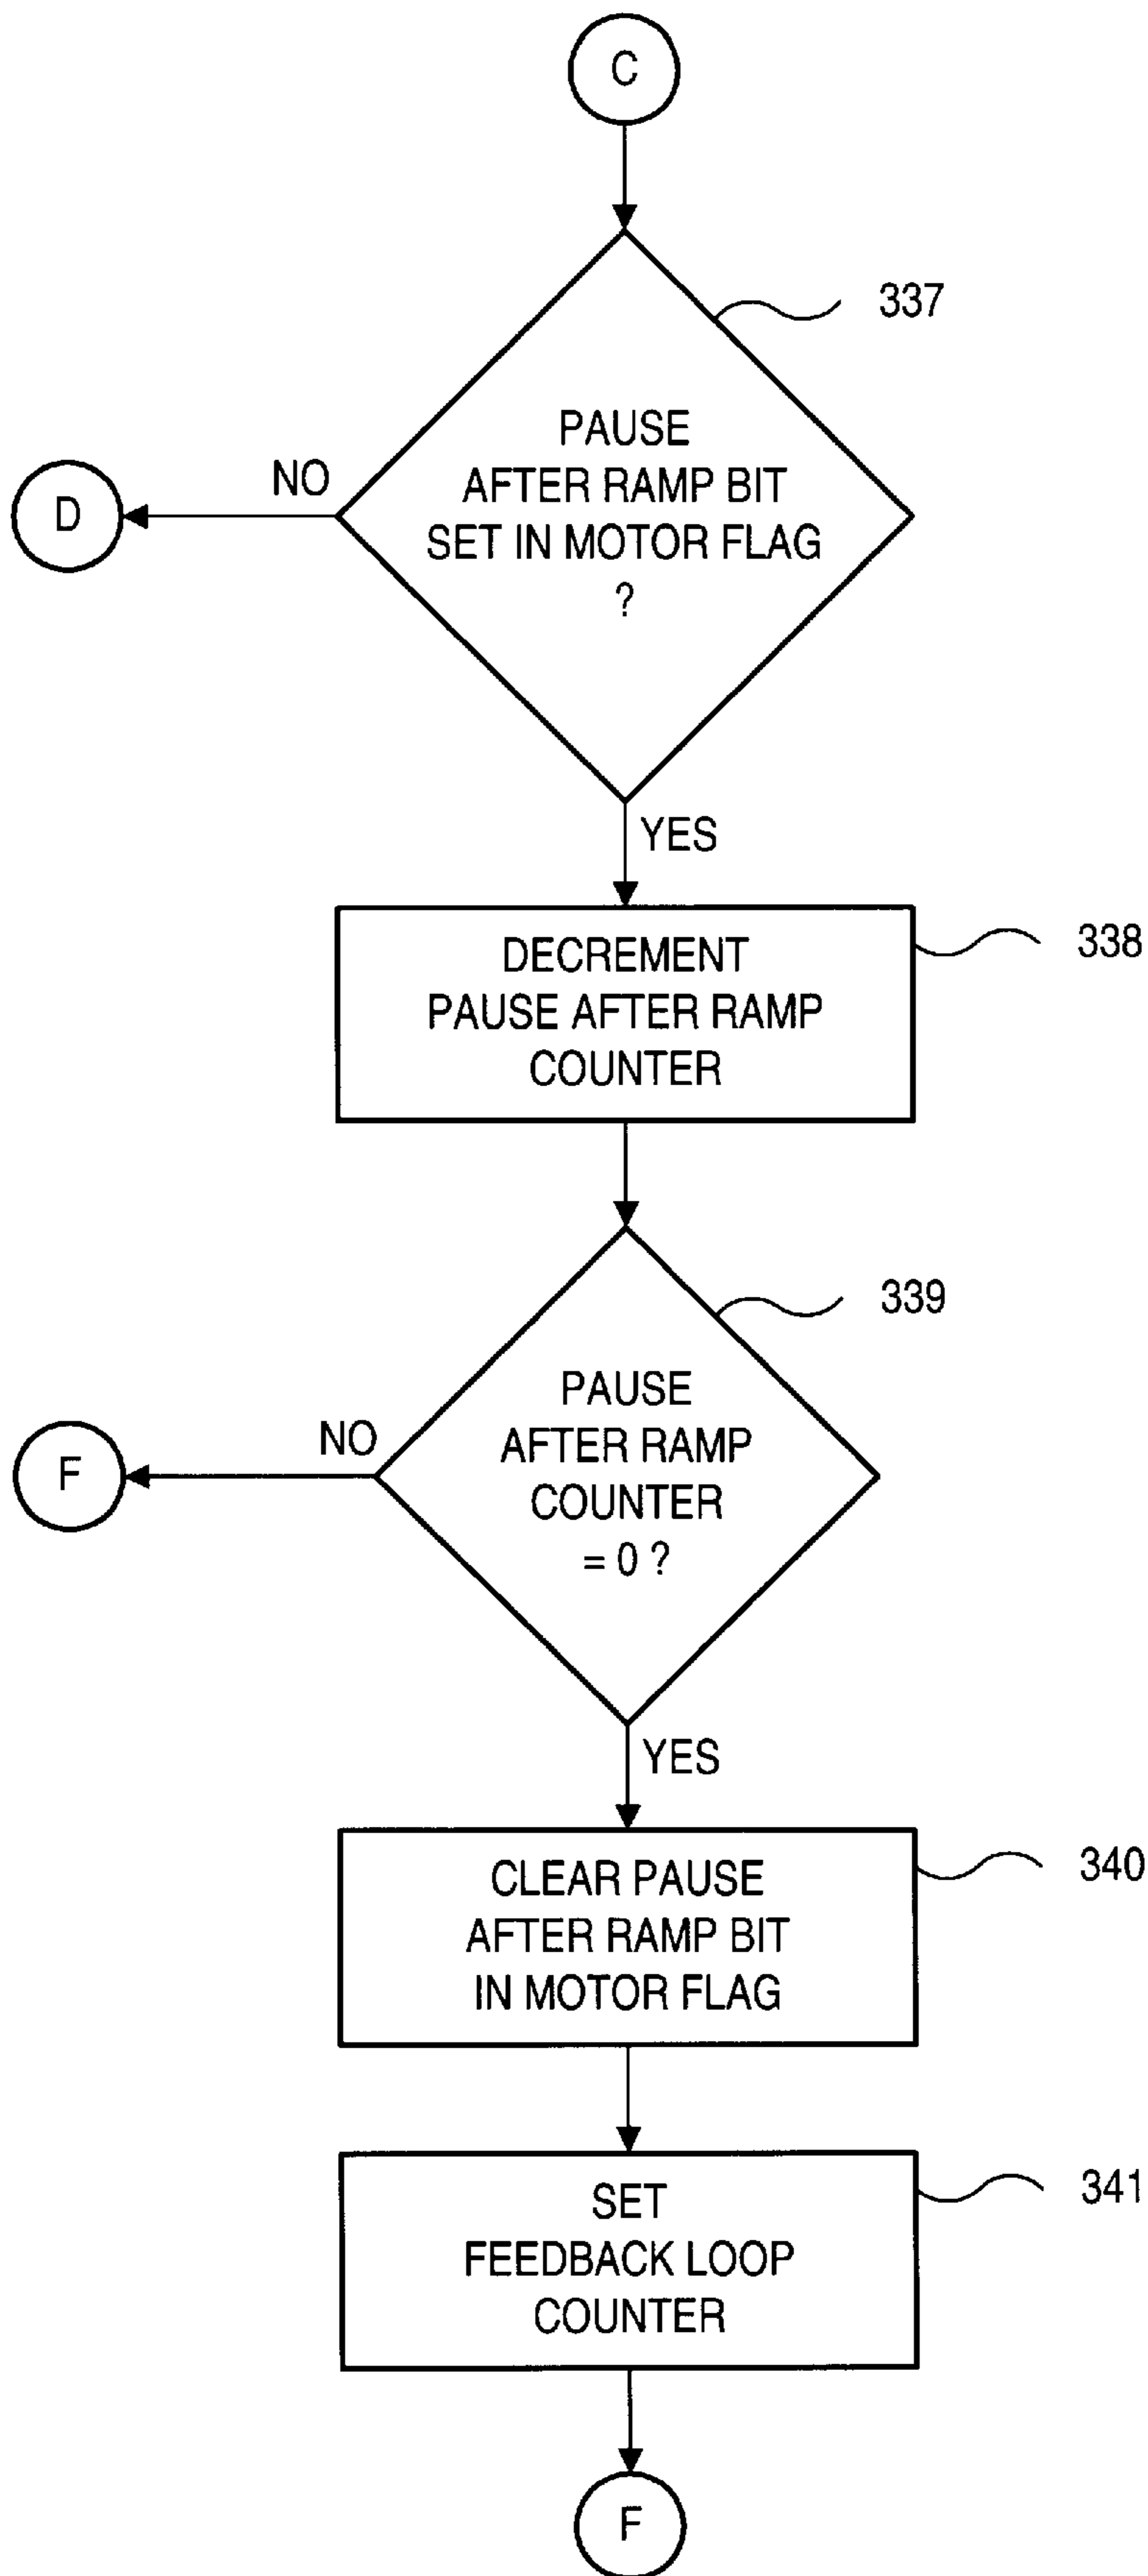 C
337
PAUSE
AFTER RAMP BIT
SET IN MOTOR FLAG
?
NO
D
YES
338
DECREMENT
PAUSE AFTER RAMP
COUNTER
339
PAUSE
AFTER RAMP
COUNTER
= 0 ?
NO
F
YES
340
CLEAR PAUSE
AFTER RAMP BIT
IN MOTOR FLAG
341
SET
FEEDBACK LOOP
COUNTER
F